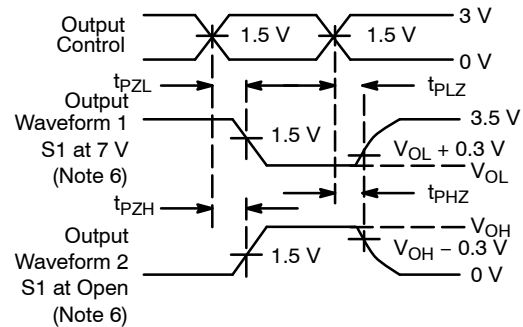 Output
Control
3 V
1.5 V
1.5 V
0 V
tPZL
tPLZ
Output
Waveform 1
S1 at 7 V
(Note 6)
3.5 V
1.5 V
VOL + 0.3 V
VOL
tPZH
tPHZ
Output
Waveform 2
S1 at Open
(Note 6)
VOH
VOH − 0.3 V
1.5 V
0 V